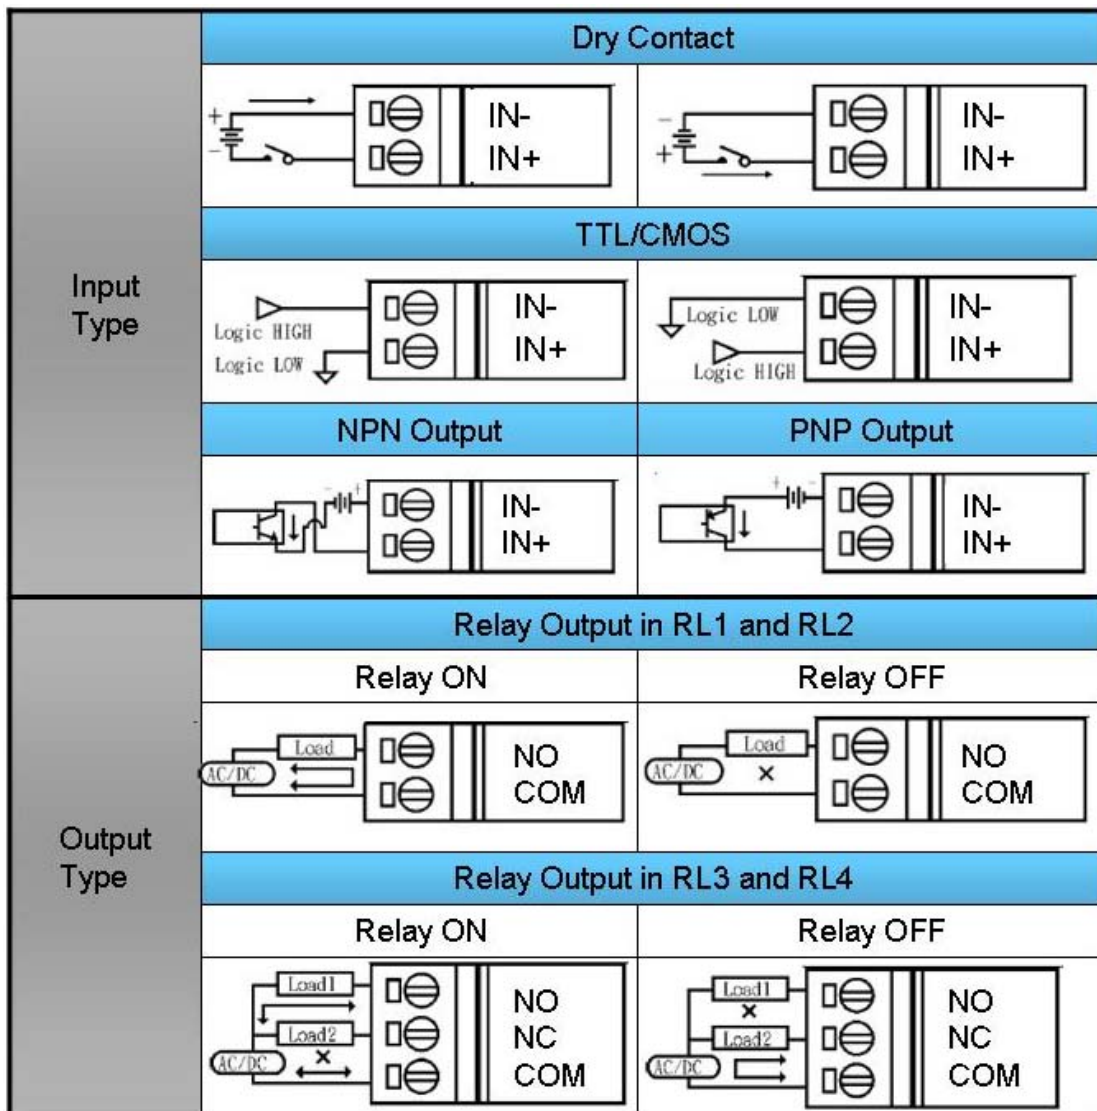 Input
Type
Dry Contact
+
-
IN-
IN+
-
+
IN-
IN+
TTL/CMOS
Logic HIGH
Logic LOW
IN-
IN+
Logic LOW
Logic HIGH
IN-
IN+
NPN Output
PNP Output
- +
IN-
IN+
+ -
IN-
IN+
Output
Type
Relay Output in RL1 and RL2
Relay ON
Relay OFF
Load
AC/DC
NO
COM
Load
AC/DC
NO
COM
Relay Output in RL3 and RL4
Relay ON
Relay OFF
Load1
Load2
AC/DC
NO
NC
COM
Load1
Load2
AC/DC
NO
NC
COM